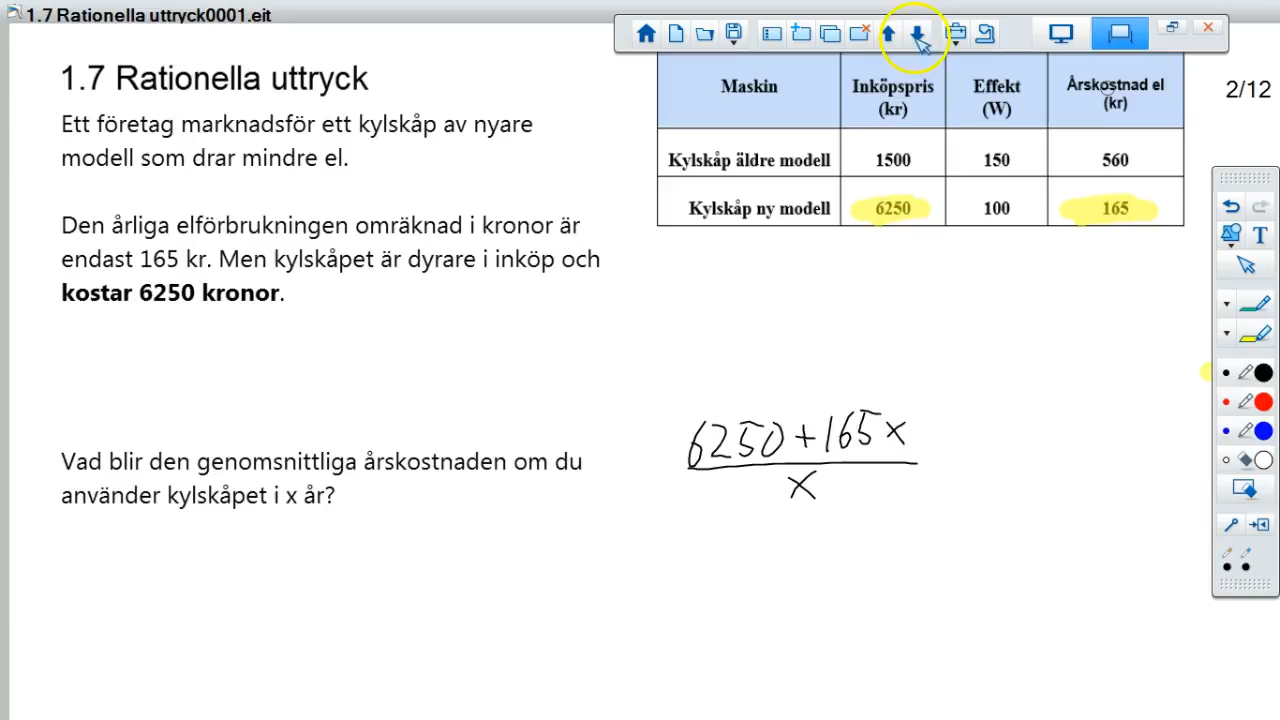 1.7 Rationella uttryck0001.eit
1.7 Rationella uttryck
Ett företag marknadsför ett kylskåp av nyare
modell som drar mindre el.
Den årliga elförbrukningen omräknad i kronor är
endast 165 kr. Men kylskåpet är dyrare i inköp och
kostar 6250 kronor.
Vad blir den genomsnittliga årskostnaden om du
använder kylskåpet i x år?
Maskin Inköpspris (kr) Effekt (W) Årskostnad el (kr)
Kylskåp äldre modell 1500 150 560
Kylskåp ny modell 6250 100 165
2/12
6250+165x
x
T